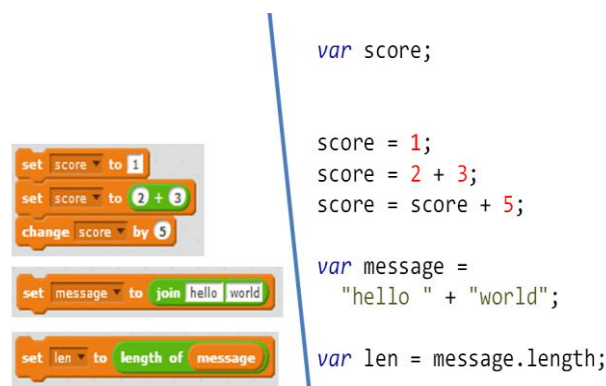 set score to 1
set score to 2 + 3
change score by 5
set message to join hello world
set len to length of message
var score;
score = 1;
score = 2 + 3;
score = score + 5;
var message =
"hello " + "world";
var len = message.length;